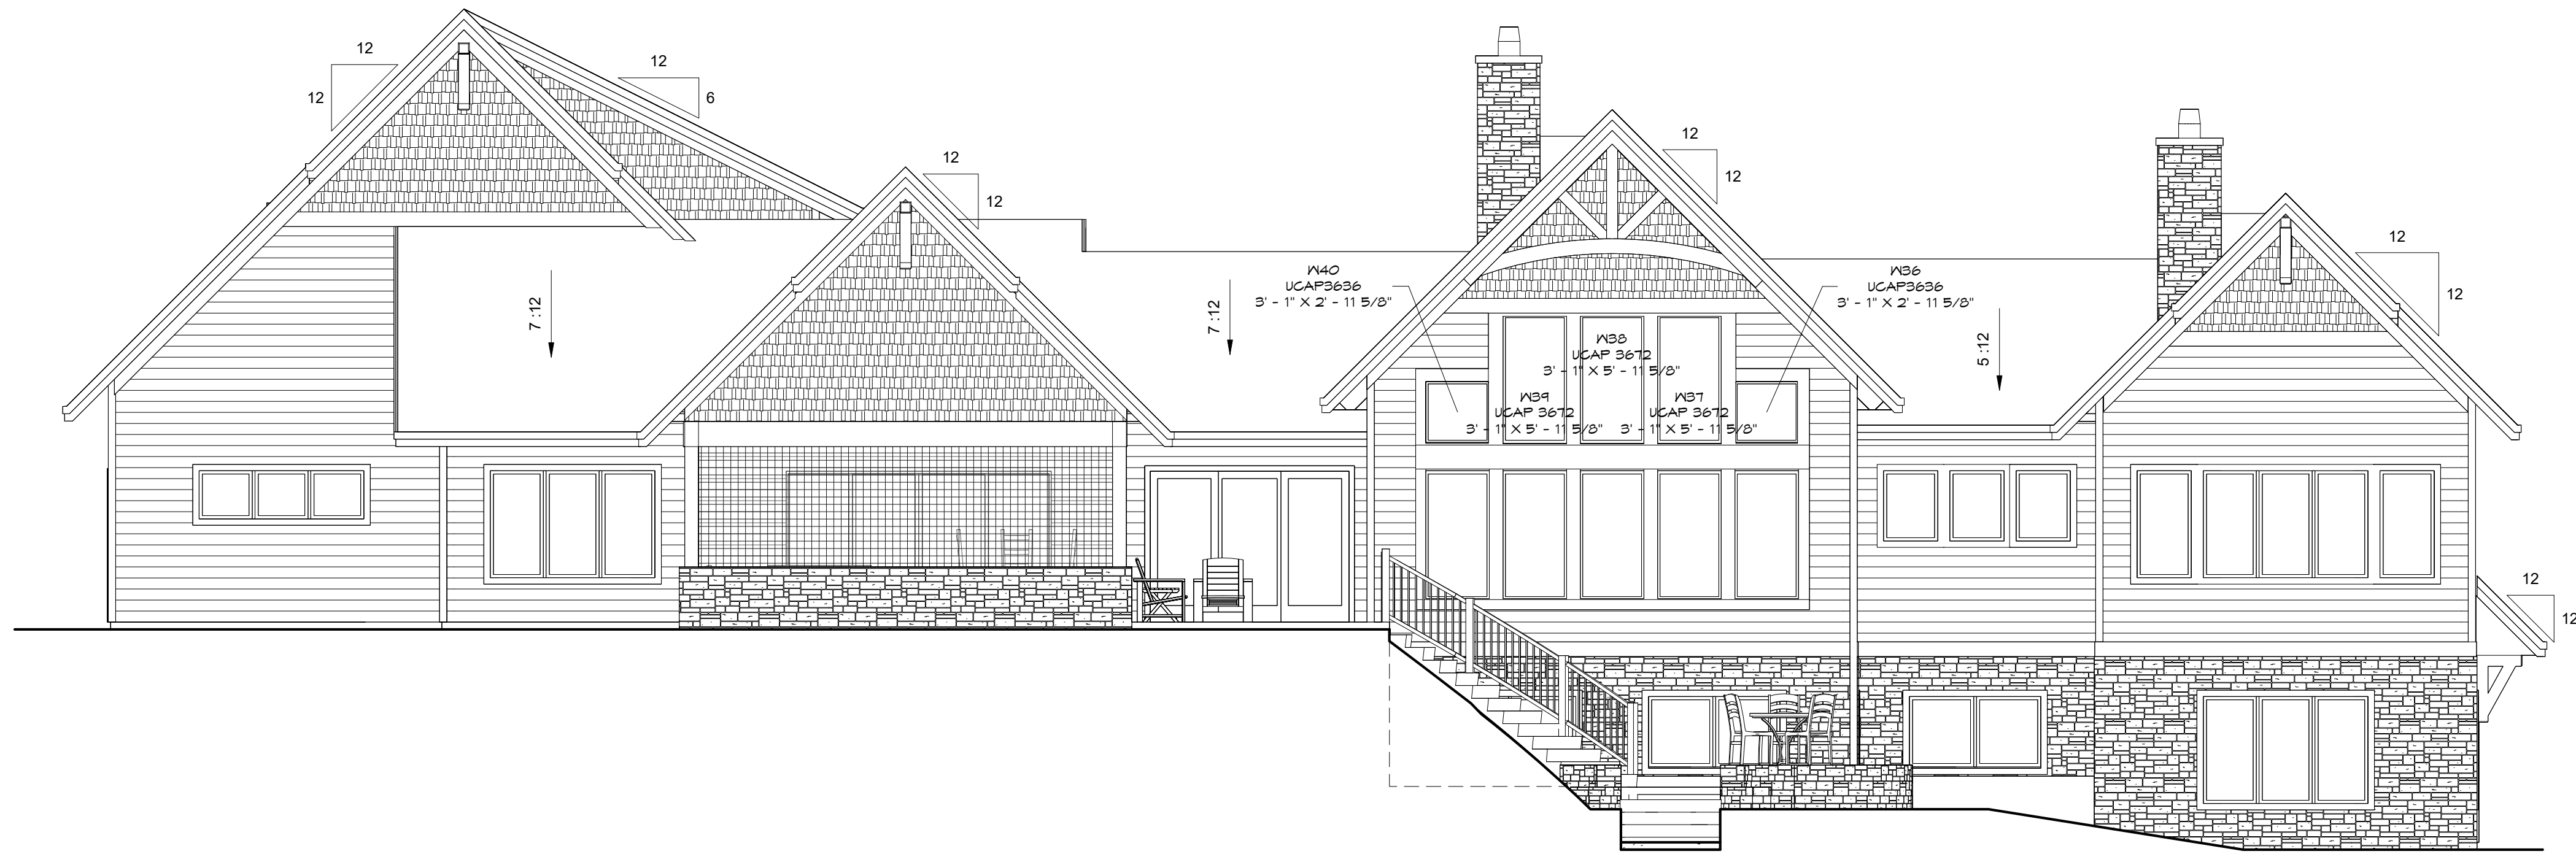 12
12
12
6
12
12
12
12
12
12
7 :12
7 :12
5 :12
W40
UCAP3636
3' - 1" X 2' - 11 5/8"
W36
UCAP3636
3' - 1" X 2' - 11 5/8"
W38
UCAP 3672
3' - 1" X 5' - 11 5/8"
W39
UCAP 3672
3' - 1" X 5' - 11 5/8"
W37
UCAP 3672
3' - 1" X 5' - 11 5/8"
12
12